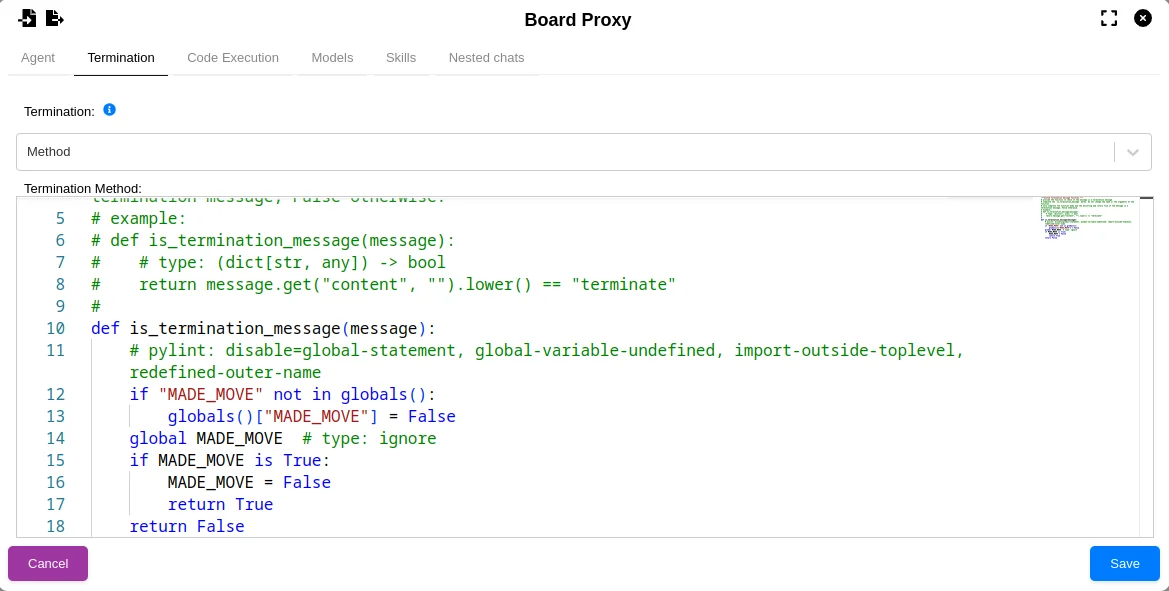 Board Proxy
Agent Termination Code Execution Models Skills Nested chats
Termination:
Method
Termination Method:
termination message, False otherwise.
5 # example:
6 # def is_termination_message(message):
7 #    # type: (dict[str, any]) -> bool
8 #    return message.get("content", "").lower() == "terminate"
9 #
10 def is_termination_message(message):
11     # pylint: disable=global-statement, global-variable-undefined, import-outside-toplevel,
redefined-outer-name
12     if "MADE_MOVE" not in globals():
13         globals()["MADE_MOVE"] = False
14     global MADE_MOVE  # type: ignore
15     if MADE_MOVE is True:
16         MADE_MOVE = False
17         return True
18     return False
Cancel Save